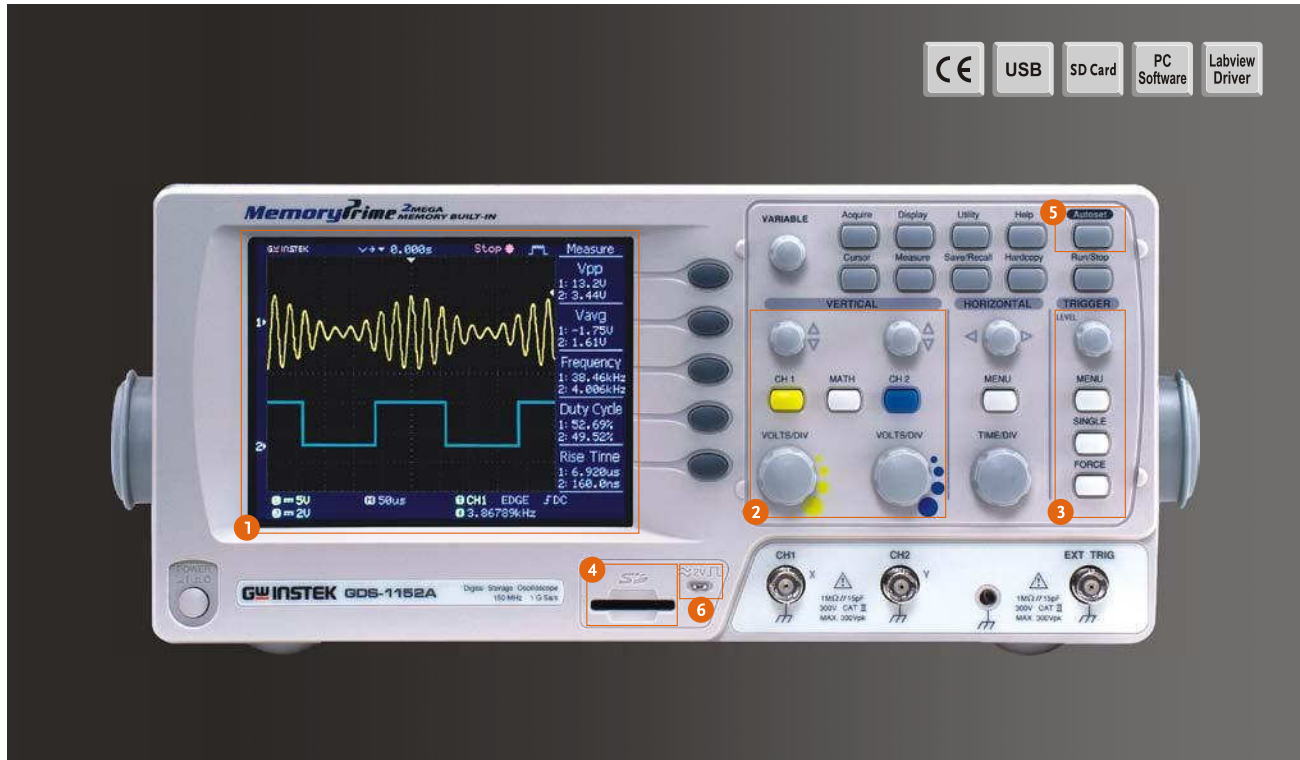 CE USB SD Card PC Software Labview Driver
MemoryPrime 2MEGA MEMORY BUILT-IN
GW INSTEK 0.000s Stop Measure
Vpp
1: 13.2V
2: 3.44V
Vavg
1: -1.75V
2: 1.61V
Frequency
1: 38.46kHz
2: 4.006kHz
Duty Cycle
1: 52.69%
2: 49.52%
Rise Time
1: 6.920us
2: 160.0ns
1
2
1 5V H 50us T CH1 EDGE DC
2 2V 3.86789kHz
1
VARIABLE
Acquire Display Utility Help 5 Autoset
Cursor Measure Save/Recall Hardcopy Run/Stop
VERTICAL HORIZONTAL TRIGGER
LEVEL
CH 1 MATH CH 2 MENU MENU
SINGLE
VOLTS/DIV VOLTS/DIV TIME/DIV
FORCE
2 3
POWER
GW INSTEK GDS-1152A
Digital Storage Oscilloscope
150 MHz 1 G Sa/s
4 SD
2V
6
CH1 CH2 EXT TRIG
X Y
1MΩ//15pF
300V CAT II
MAX. 300Vpk
1MΩ//15pF
300V CAT II
MAX. 300Vpk